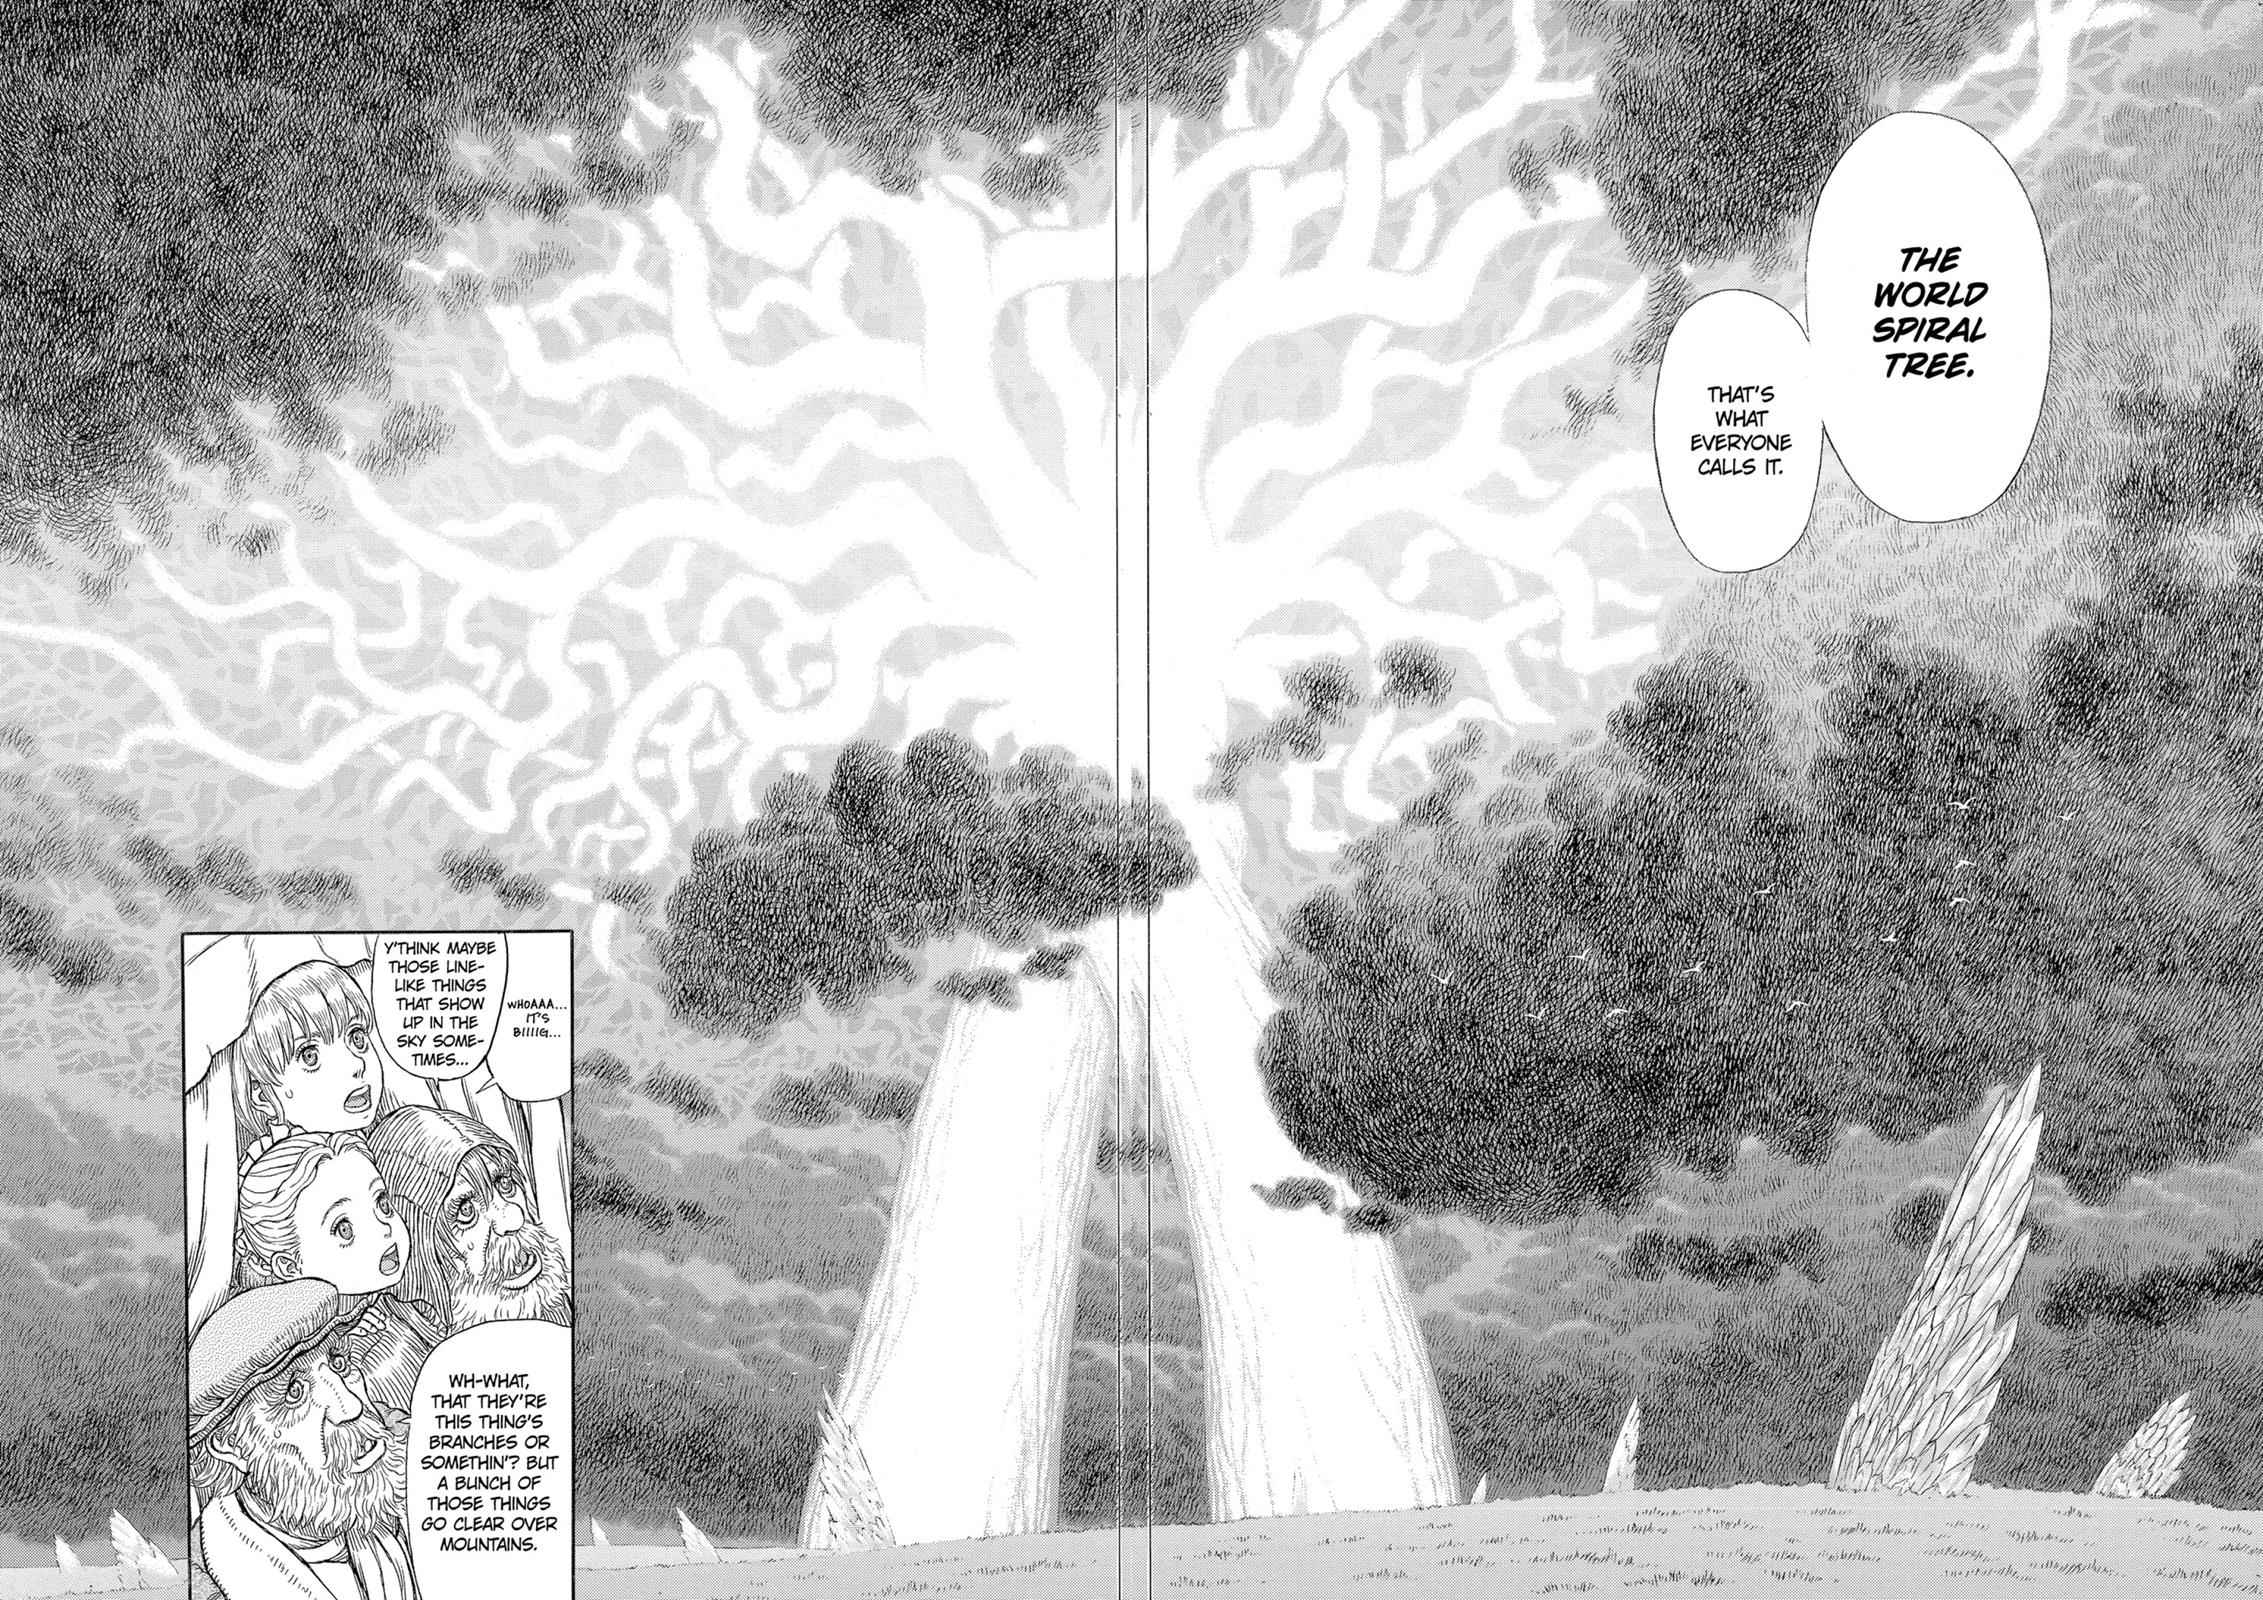 THE
WORLD
SPIRAL
TREE.
THAT'S
WHAT
EVERYONE
CALLS IT.
WHOAAA...
IT'S
BIIIIG...
Y'THINK MAYBE
THOSE LINE-
LIKE THINGS
THAT SHOW
UP IN THE
SKY SOME-
TIMES...
WH-WHAT,
THAT THEY'RE
THIS THING'S
BRANCHES OR
SOMETHIN'? BUT
A BUNCH OF
THOSE THINGS
GO CLEAR OVER
MOUNTAINS.